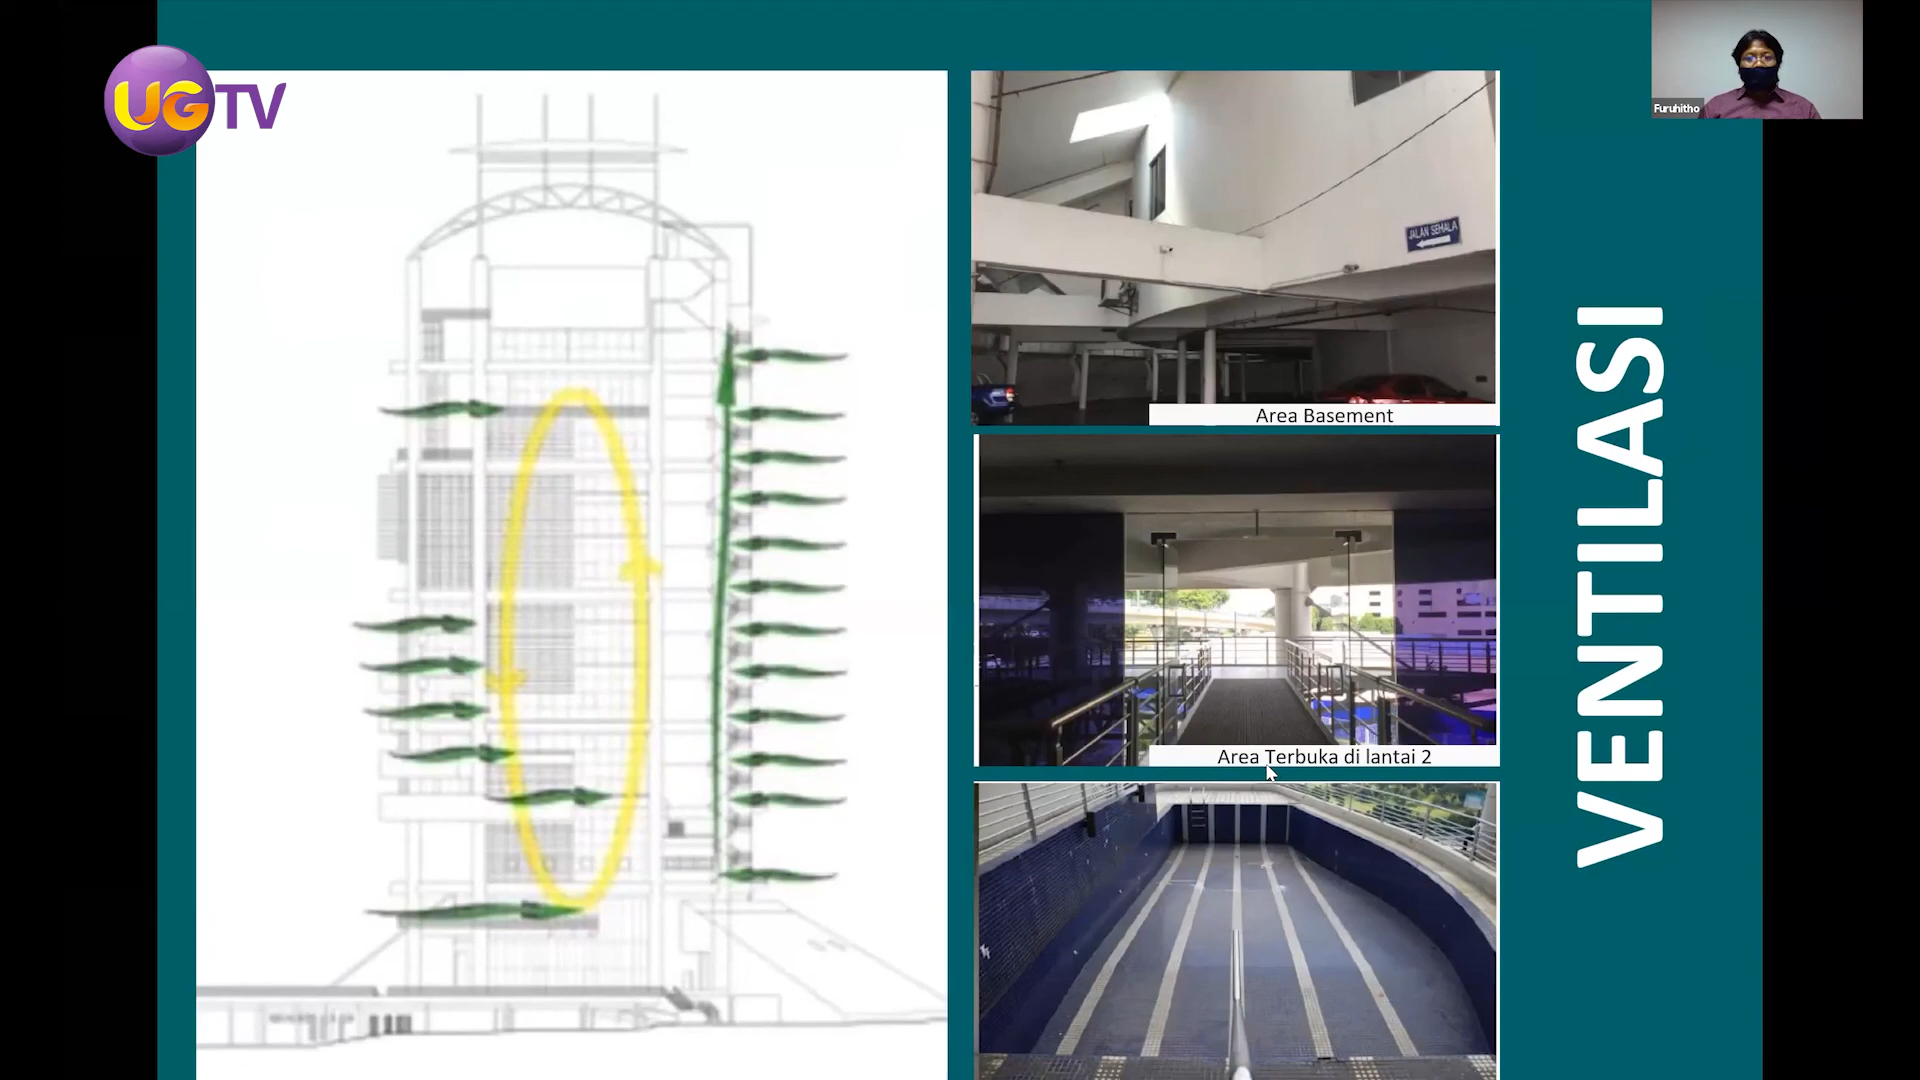 UGTV
Furuhitho
JALAN SEHALA
Area Basement
Area Terbuka di lantai 2
VENTILASI